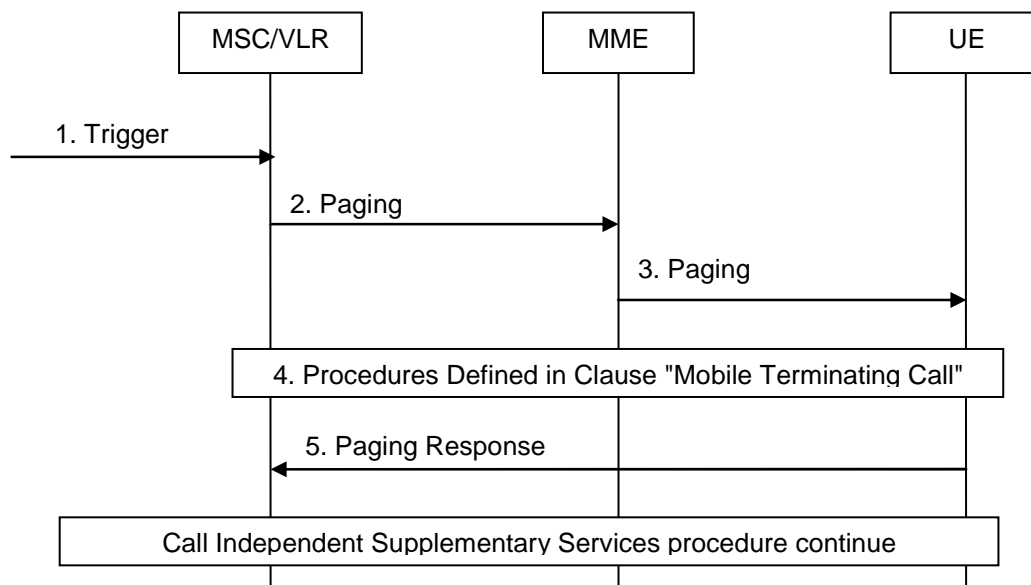 MSC/VLR
MME
UE
1. Trigger
2. Paging
3. Paging
4. Procedures Defined in Clause "Mobile Terminating Call"
5. Paging Response
Call Independent Supplementary Services procedure continue